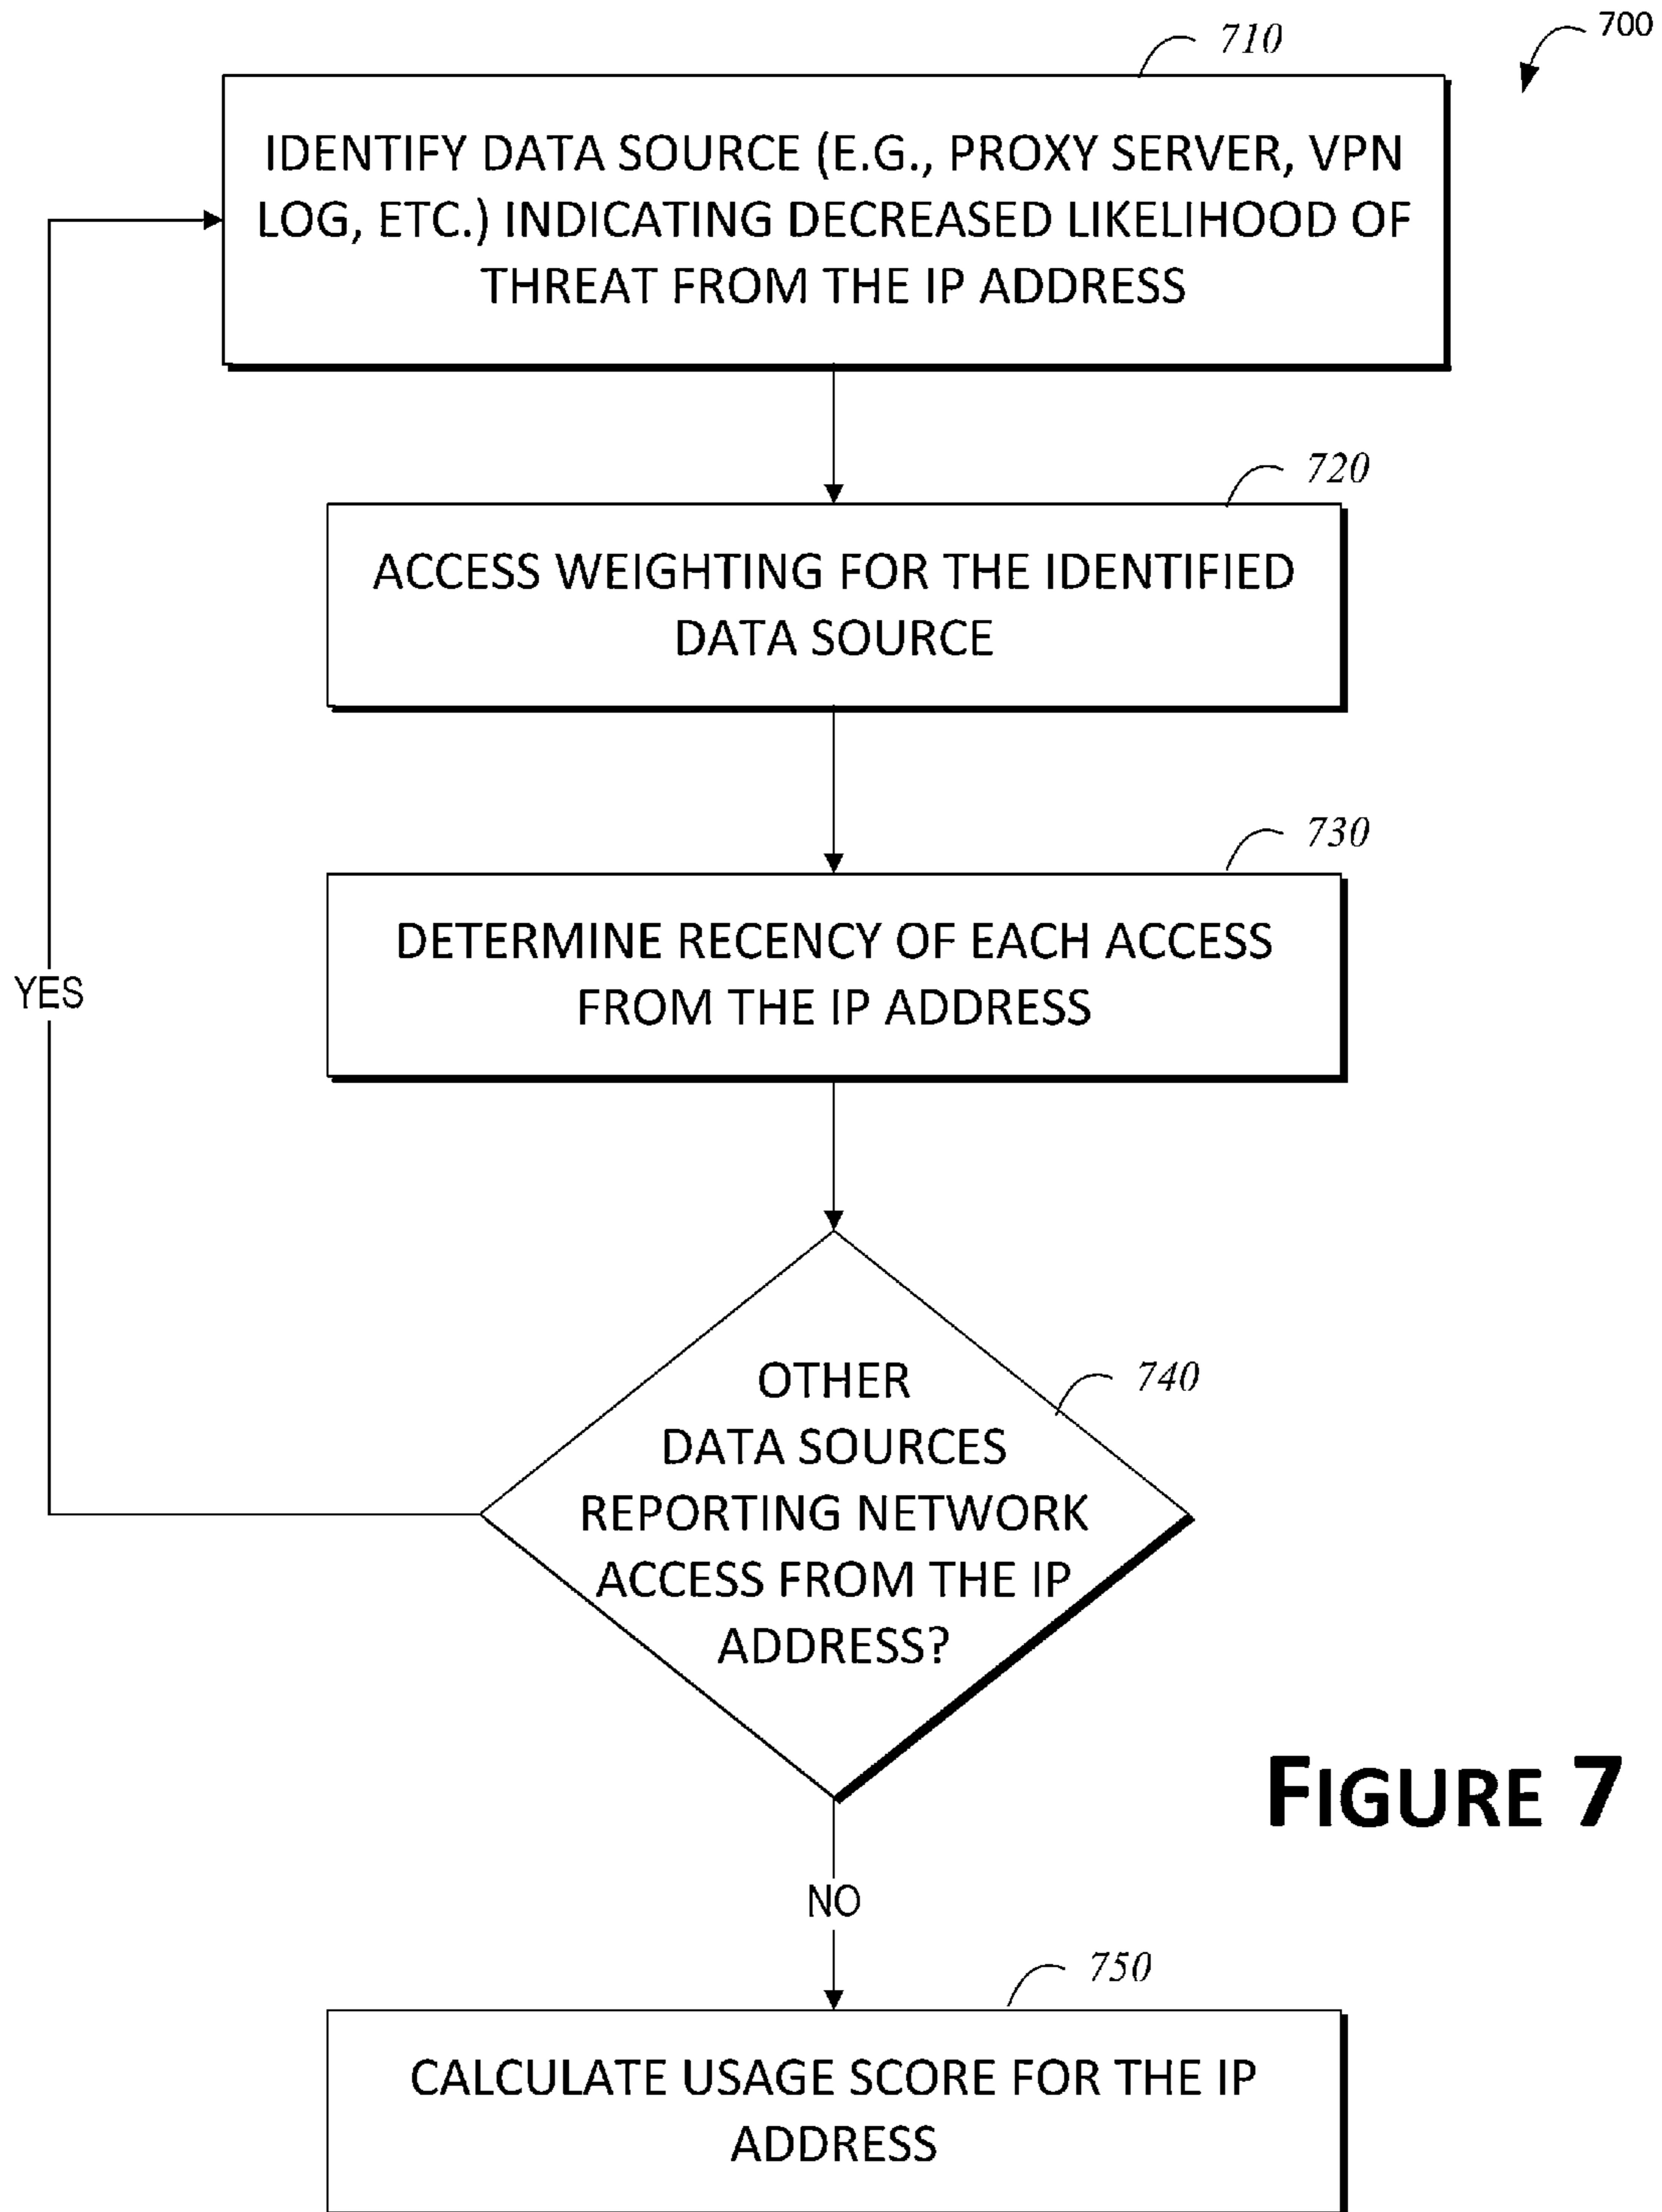 710
700
IDENTIFY DATA SOURCE (E.G., PROXY SERVER, VPN
LOG, ETC.) INDICATING DECREASED LIKELIHOOD OF
THREAT FROM THE IP ADDRESS
720
ACCESS WEIGHTING FOR THE IDENTIFIED
DATA SOURCE
730
DETERMINE RECENCY OF EACH ACCESS
FROM THE IP ADDRESS
YES
740
OTHER
DATA SOURCES
REPORTING NETWORK
ACCESS FROM THE IP
ADDRESS?
FIGURE 7
NO
750
CALCULATE USAGE SCORE FOR THE IP
ADDRESS